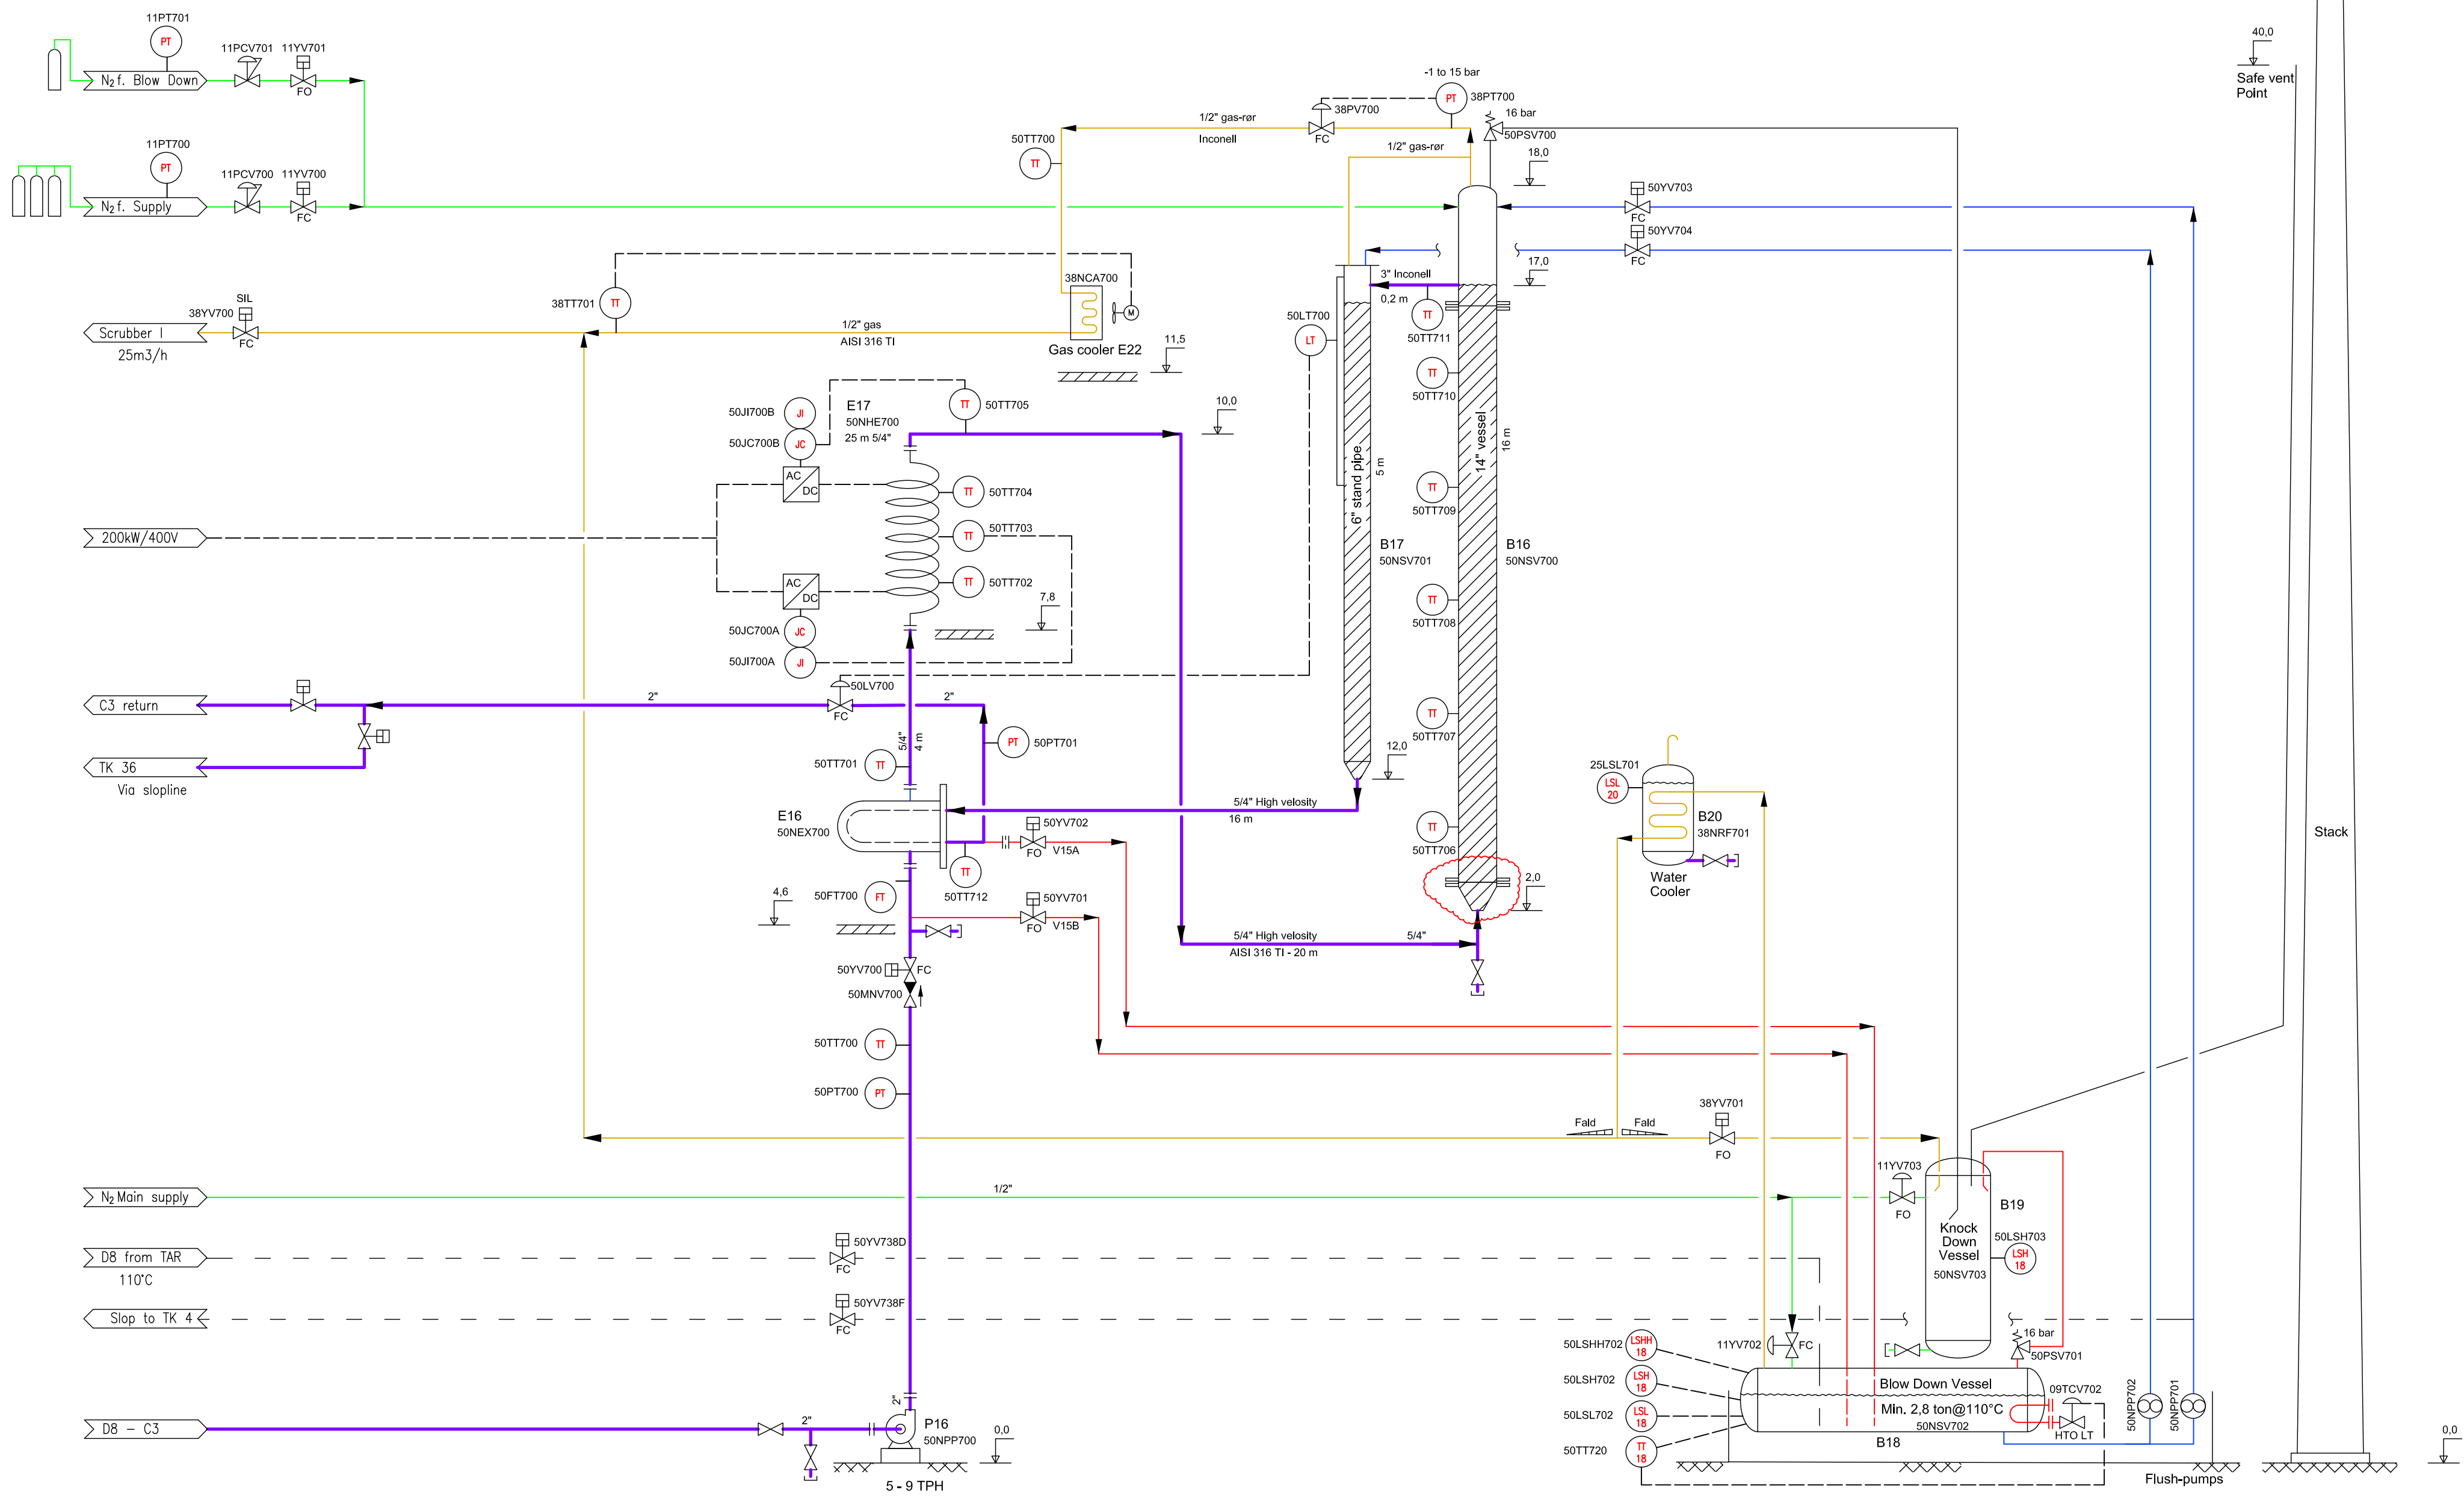 11PT701
PT
11PCV701
11YV701
N2 f. Blow Down
FO
11PT700
PT
11PCV700
11YV700
N2 f. Supply
FC
-1 to 15 bar
PT
38PT700
38PV700
FC
16 bar
50PSV700
1/2" gas-rør
Inconell
1/2" gas-rør
50TT700
TT
18,0
40,0
Safe vent
Point
50YV703
FC
50YV704
FC
17,0
3" Inconell
0,2 m
TT
50TT711
38TT701
TT
38NCA700
M
Gas cooler E22
11,5
SIL
38YV700
FC
Scrubber I
25m3/h
1/2" gas
AISI 316 TI
50LT700
LT
TT
50TT710
50JI700B
JI
50JC700B
JC
E17
50NHE700
25 m 5/4"
TT
50TT705
10,0
AC
DC
TT
50TT704
TT
50TT703
TT
50TT702
AC
DC
50JC700A
JC
50JI700A
JI
7,8
200kW/400V
6" stand pipe
5 m
14" vessel
16 m
TT
50TT709
B17
50NSV701
B16
50NSV700
TT
50TT708
TT
50TT707
TT
50TT706
12,0
2,0
C3 return
2"
50LV700
FC
2"
TK 36
Via slopline
5/4"
4 m
PT
50PT701
50TT701
TT
E16
50NEX700
5/4" High velosity
16 m
50YV702
FO
V15A
TT
50TT712
50YV701
FO
V15B
50FT700
FT
4,6
5/4" High velosity
AISI 316 TI - 20 m
5/4"
50YV700
FC
50MNV700
50TT700
TT
50PT700
PT
25LSL701
LSL
20
B20
38NRF701
Water
Cooler
Stack
Fald
Fald
38YV701
FO
N2 Main supply
1/2"
11YV703
FO
B19
Knock
Down
Vessel
50NSV703
50LSH703
LSH
18
D8 from TAR
110°C
50YV738D
FC
Slop to TK 4
50YV738F
FC
50LSHH702
LSHH
18
11YV702
FC
16 bar
50PSV701
50LSH702
LSH
18
Blow Down Vessel
Min. 2,8 ton@110°C
50NSV702
09TCV702
HTO LT
50LSL702
LSL
18
50TT720
TT
18
B18
50NPP702
50NPP701
Flush-pumps
D8 - C3
2"
2"
P16
50NPP700
5 - 9 TPH
0,0
0,0